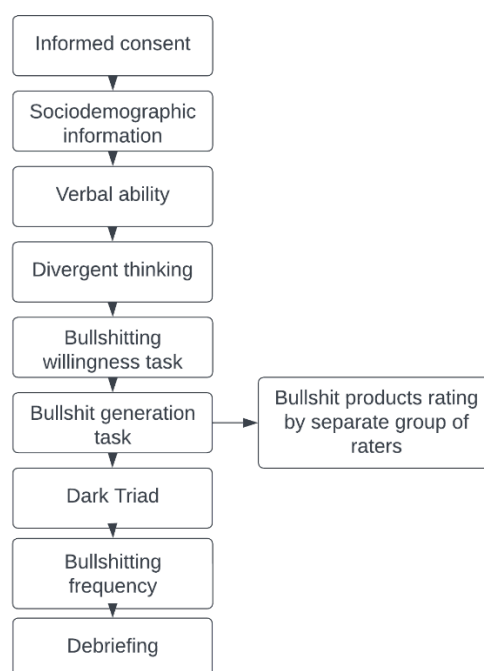 Informed consent
Sociodemographic
information
Verbal ability
Divergent thinking
Bullshitting
willingness task
Bullshit generation
task
Bullshit products rating
by separate group of
raters
Dark Triad
Bullshitting
frequency
Debriefing